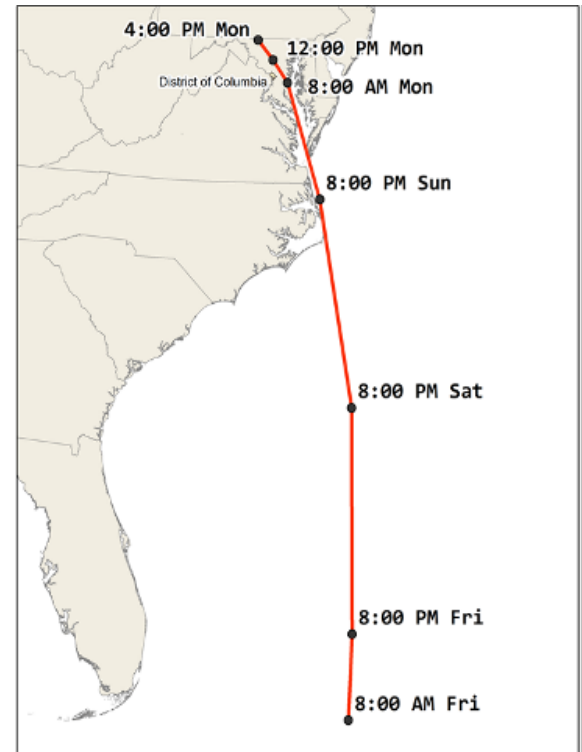 4:00 PM Mon
12:00 PM Mon
District of Columbia
8:00 AM Mon
8:00 PM Sun
8:00 PM Sat
8:00 PM Fri
8:00 AM Fri